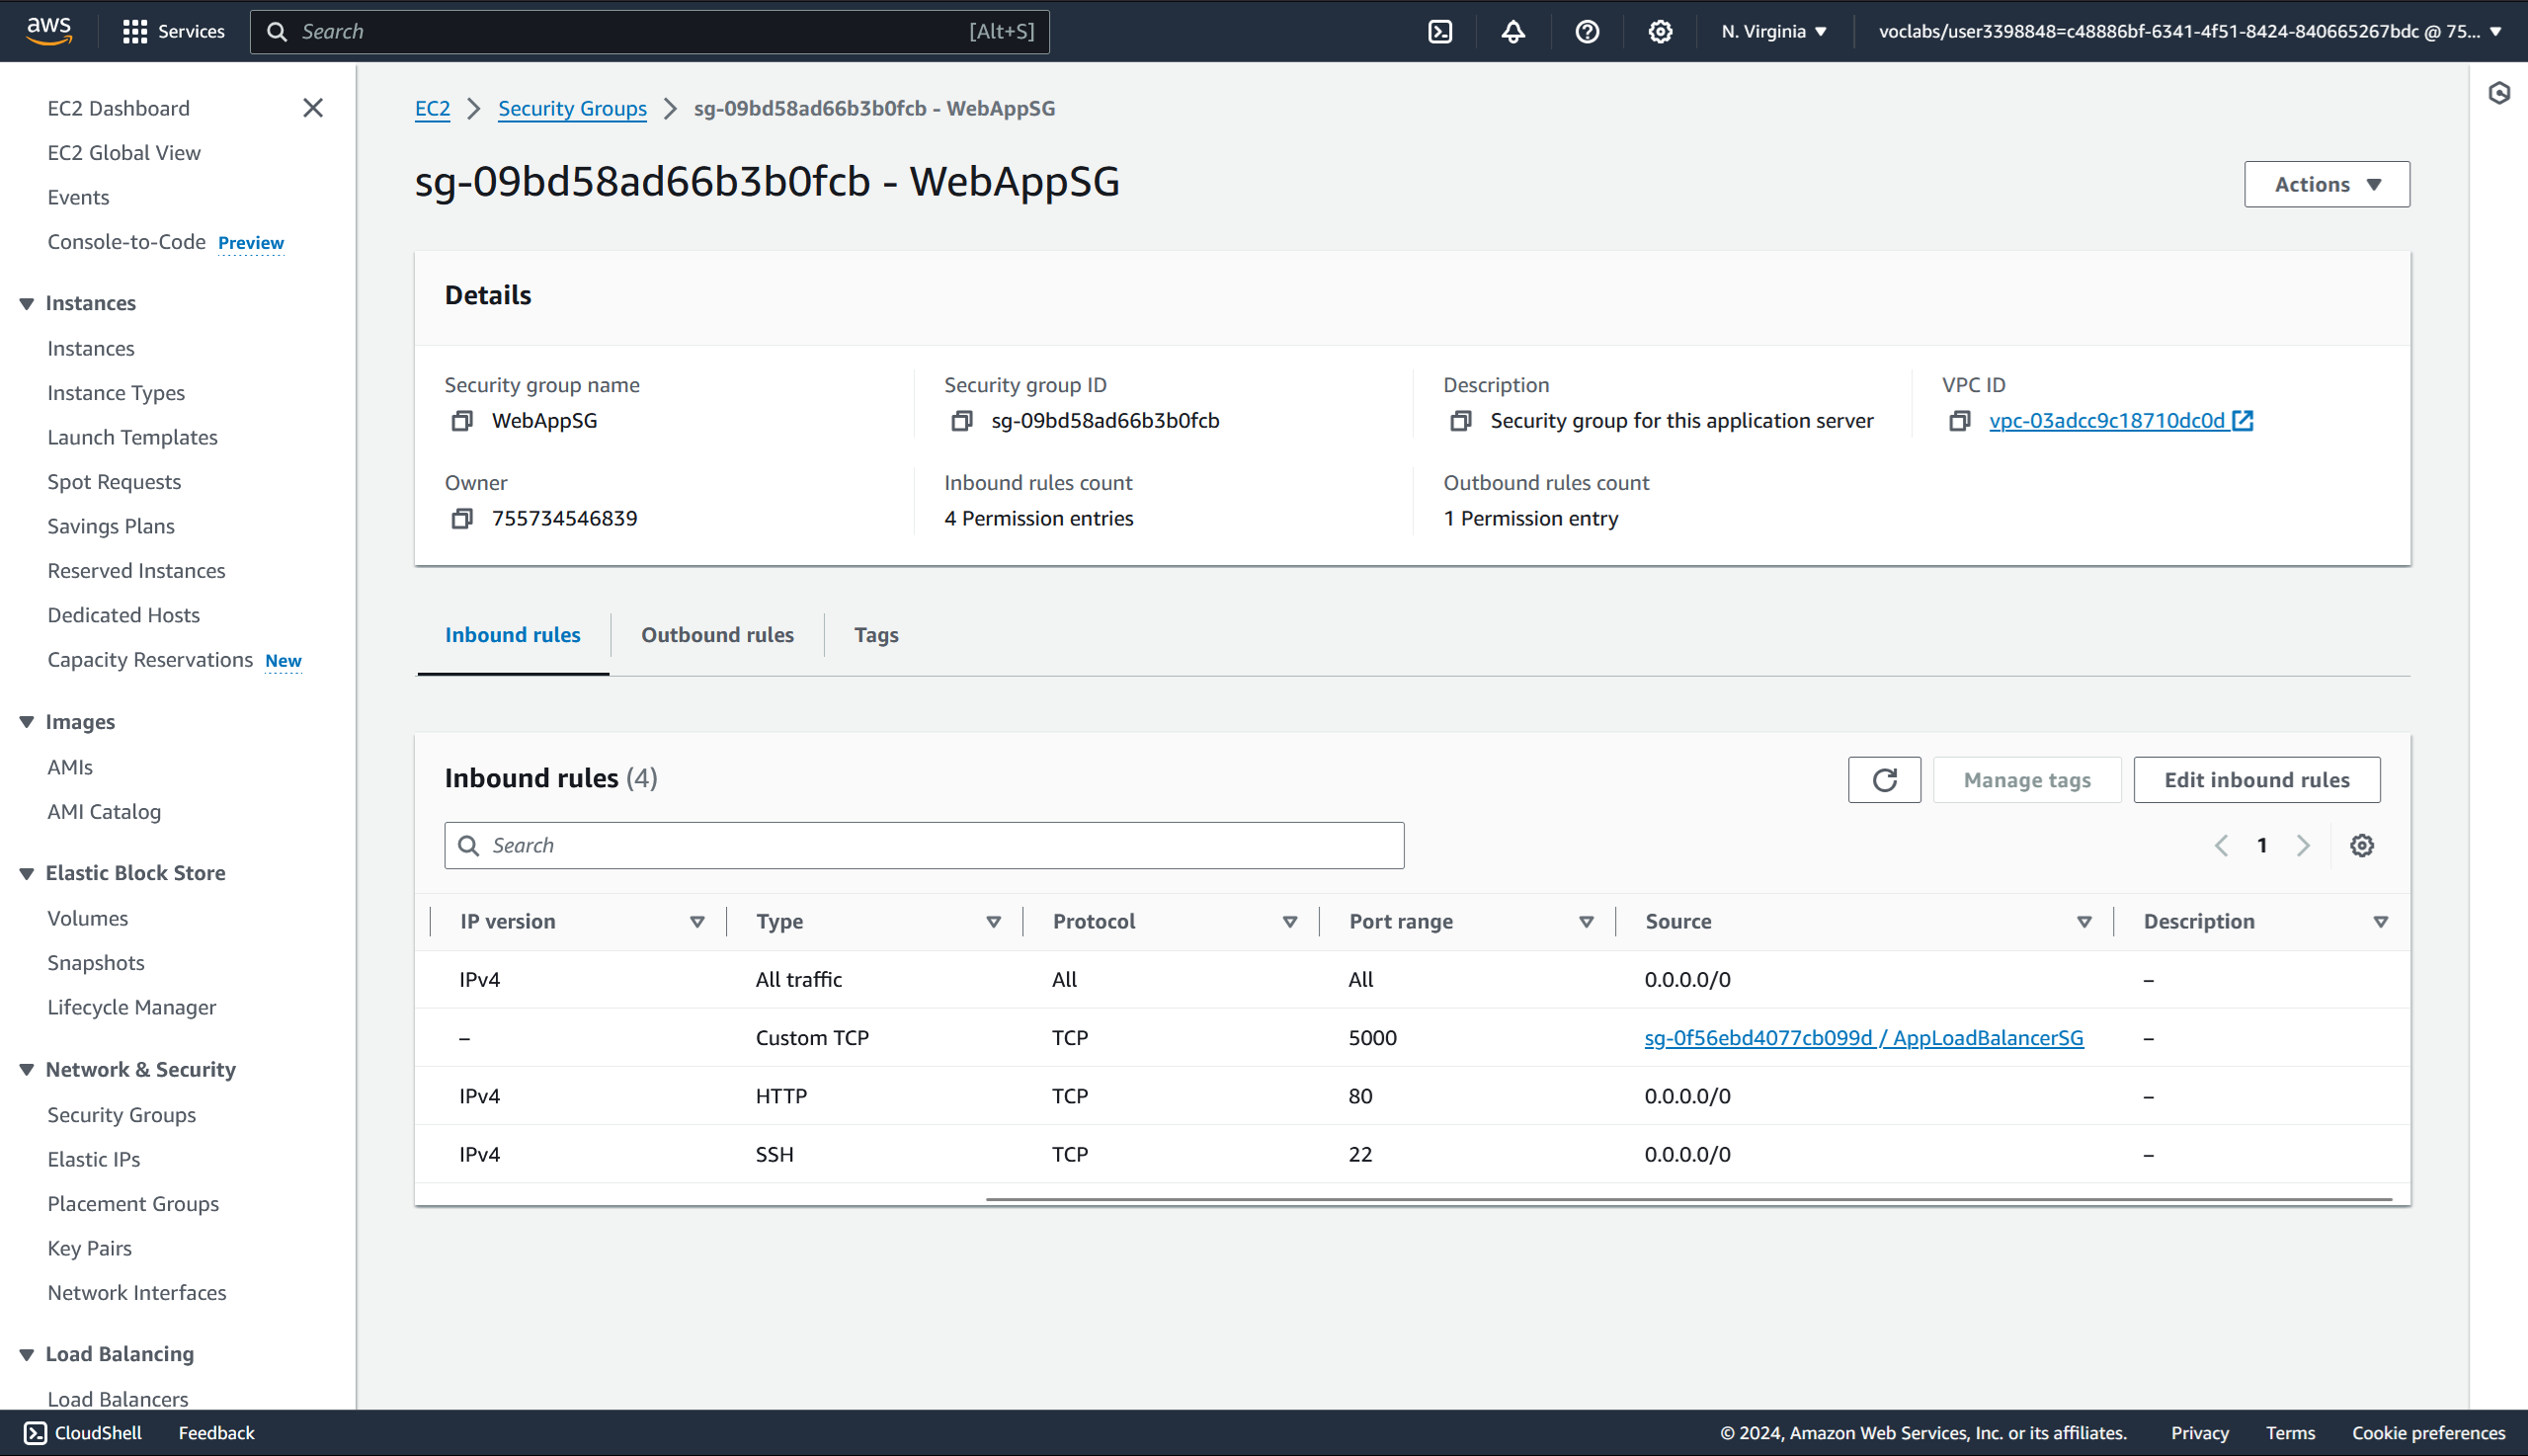 aws Services Search [Alt+S] N. Virginia voclabs/user3398848=c48886bf-6341-4f51-8424-840665267bdc @ 75...
EC2 Dashboard
EC2 Global View
Events
Console-to-Code Preview
Instances
Instances
Instance Types
Launch Templates
Spot Requests
Savings Plans
Reserved Instances
Dedicated Hosts
Capacity Reservations New
Images
AMIs
AMI Catalog
Elastic Block Store
Volumes
Snapshots
Lifecycle Manager
Network & Security
Security Groups
Elastic IPs
Placement Groups
Key Pairs
Network Interfaces
Load Balancing
Load Balancers
EC2 Security Groups sg-09bd58ad66b3b0fcb - WebAppSG
sg-09bd58ad66b3b0fcb - WebAppSG Actions
Details
Security group name Security group ID Description VPC ID
WebAppSG sg-09bd58ad66b3b0fcb Security group for this application server vpc-03adcc9c18710dc0d
Owner Inbound rules count Outbound rules count
755734546839 4 Permission entries 1 Permission entry
Inbound rules Outbound rules Tags
Inbound rules (4) Manage tags Edit inbound rules
Search 1
IP version Type Protocol Port range Source Description
IPv4 All traffic All All 0.0.0.0/0 –
– Custom TCP TCP 5000 sg-0f56ebd4077cb099d / AppLoadBalancerSG –
IPv4 HTTP TCP 80 0.0.0.0/0 –
IPv4 SSH TCP 22 0.0.0.0/0 –
CloudShell Feedback © 2024, Amazon Web Services, Inc. or its affiliates. Privacy Terms Cookie preferences